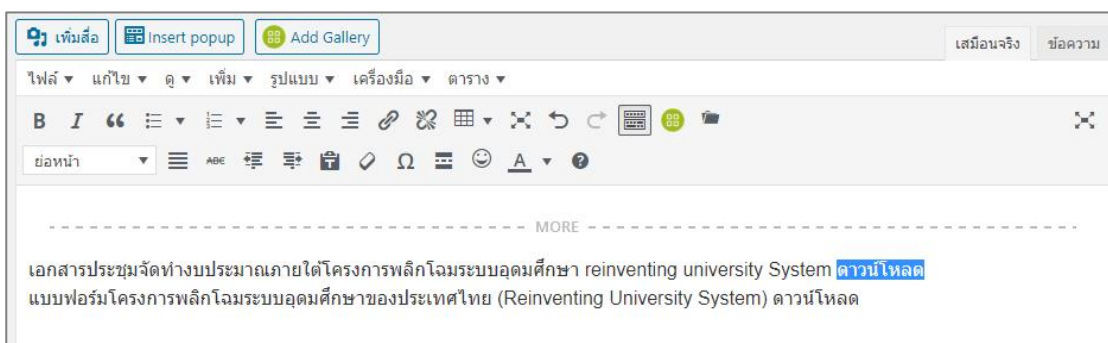 เพิ่มสื่อ Insert popup Add Gallery
เสมือนจริง ข้อความ
ไฟล์ แก้ไข ดู เพิ่ม รูปแบบ เครื่องมือ ตาราง
B I ABC Ω A
ย่อหน้า
MORE
เอกสารประชุมจัดทำงบประมาณภายใต้โครงการพลิกโฉมระบบอุดมศึกษา reinventing university System ดาวน์โหลด
แบบฟอร์มโครงการพลิกโฉมระบบอุดมศึกษาของประเทศไทย (Reinventing University System) ดาวน์โหลด